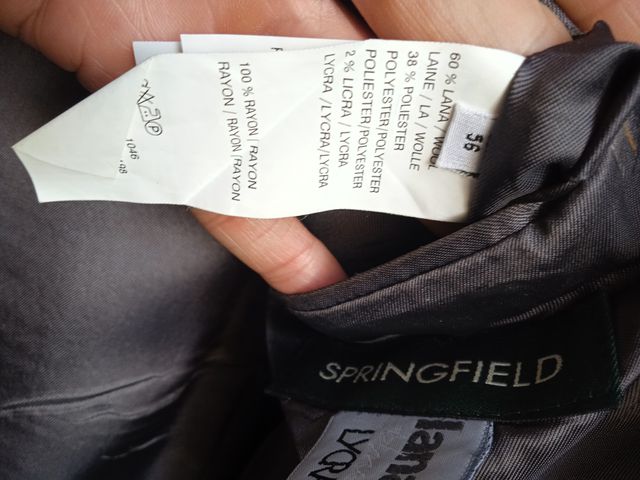 60 % LANA / WOOL
LAINE / LA / WOLLE
38 % POLIESTER
POLYESTER/POLYESTER
POLIESTER/POLYESTER
2 % LICRA / LYCRA
LYCRA /LYCRA/LYCRA
100 % RAYON /RAYON
RAYON /RAYON /RAYON
1046
56
SPRINGFIELD
lana
LYCRA